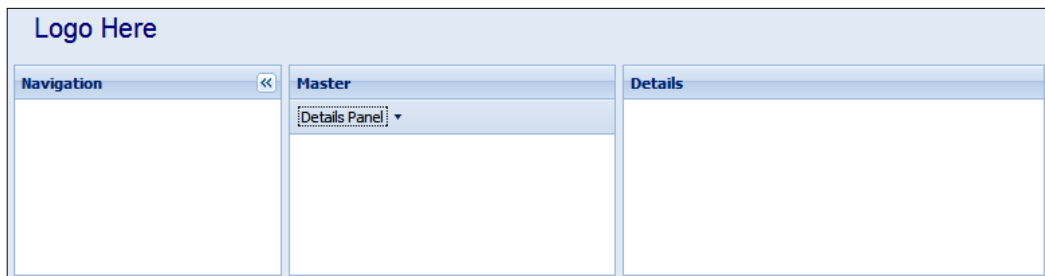 Logo Here
Navigation
Master
Details
Details Panel